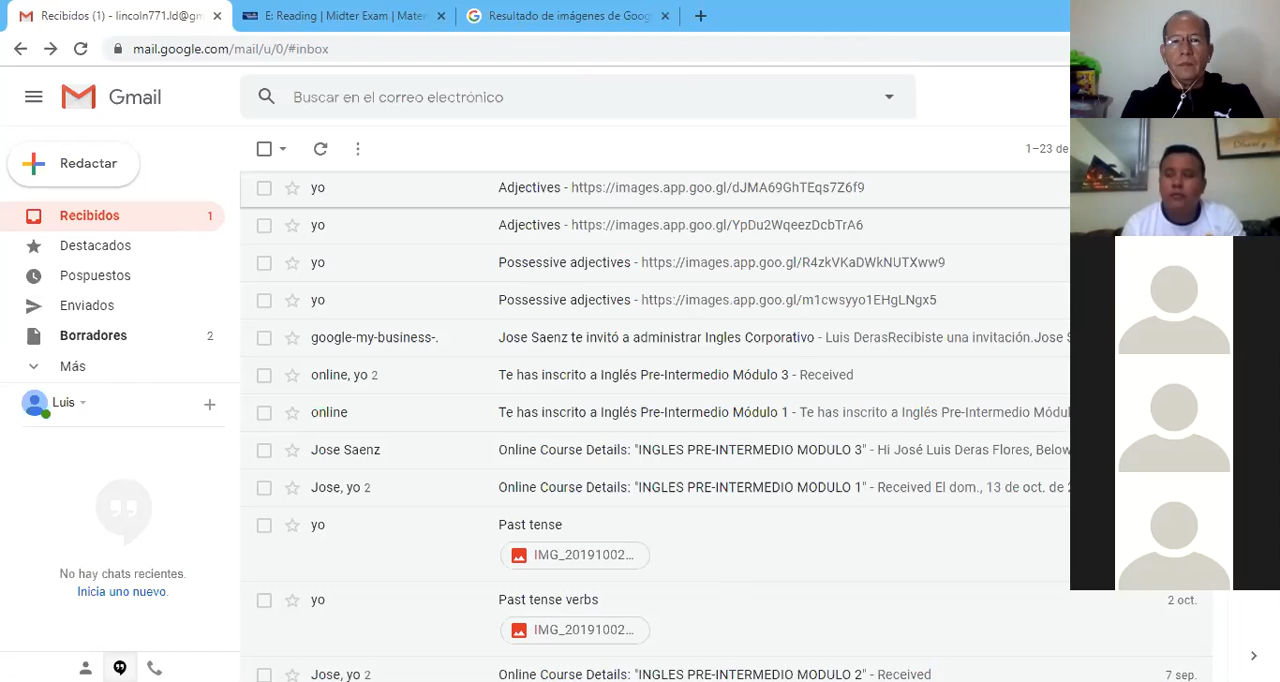 Recibidos (1) - lincoln771.ld@gm
E: Reading | Midter Exam | Mater
Resultado de imágenes de Goog
mail.google.com/mail/u/0/#inbox
Gmail
Buscar en el correo electrónico
Redactar
1–23 de
Recibidos 1
Destacados
Pospuestos
Enviados
Borradores 2
Más
Luis
No hay chats recientes.
Inicia uno nuevo.
yo Adjectives - https://images.app.goo.gl/dJMA69GhTEqs7Z6f9
yo Adjectives - https://images.app.goo.gl/YpDu2WqeezDcbTrA6
yo Possessive adjectives - https://images.app.goo.gl/R4zkVKaDWkNUTXww9
yo Possessive adjectives - https://images.app.goo.gl/m1cwsyyo1EHgLNgx5
google-my-business-. Jose Saenz te invitó a administrar Ingles Corporativo - Luis DerasRecibiste una invitación.Jose S
online, yo 2 Te has inscrito a Inglés Pre-Intermedio Módulo 3 - Received
online Te has inscrito a Inglés Pre-Intermedio Módulo 1 - Te has inscrito a Inglés Pre-Intermedio Módul
Jose Saenz Online Course Details: "INGLES PRE-INTERMEDIO MODULO 3" - Hi José Luis Deras Flores, Below
Jose, yo 2 Online Course Details: "INGLES PRE-INTERMEDIO MODULO 1" - Received El dom., 13 de oct. de 2
yo Past tense
IMG_20191002...
yo Past tense verbs 2 oct.
IMG_20191002...
Jose, yo 2 Online Course Details: "INGLES PRE-INTERMEDIO MODULO 2" - Received 7 sep.